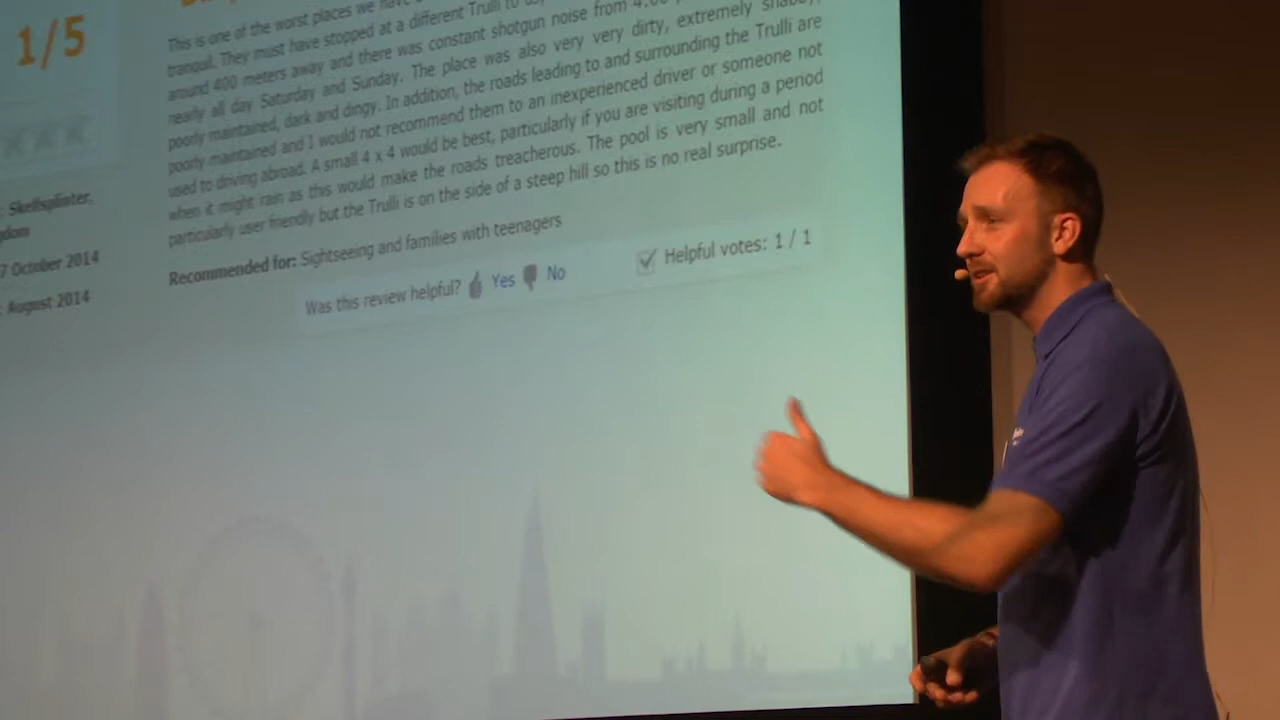 1/5
This is one of the worst places we have
tranquil. They must have stopped at a different Trulli to
around 400 meters away and there was constant shotgun noise from 4:00
nearly all day Saturday and Sunday. The place was also very very dirty, extremely shabby,
poorly maintained, dark and dingy. In addition, the roads leading to and surrounding the Trulli are
poorly maintained and I would not recommend them to an inexperienced driver or someone not
used to driving abroad. A small 4 x 4 would be best, particularly if you are visiting during a period
when it might rain as this would make the roads treacherous. The pool is very small and not
particularly user friendly but the Trulli is on the side of a steep hill so this is no real surprise.
Recommended for: Sightseeing and families with teenagers
Was this review helpful? Yes No
Helpful votes: 1 / 1
: Skellsplinter,
gdom
7 October 2014
: August 2014